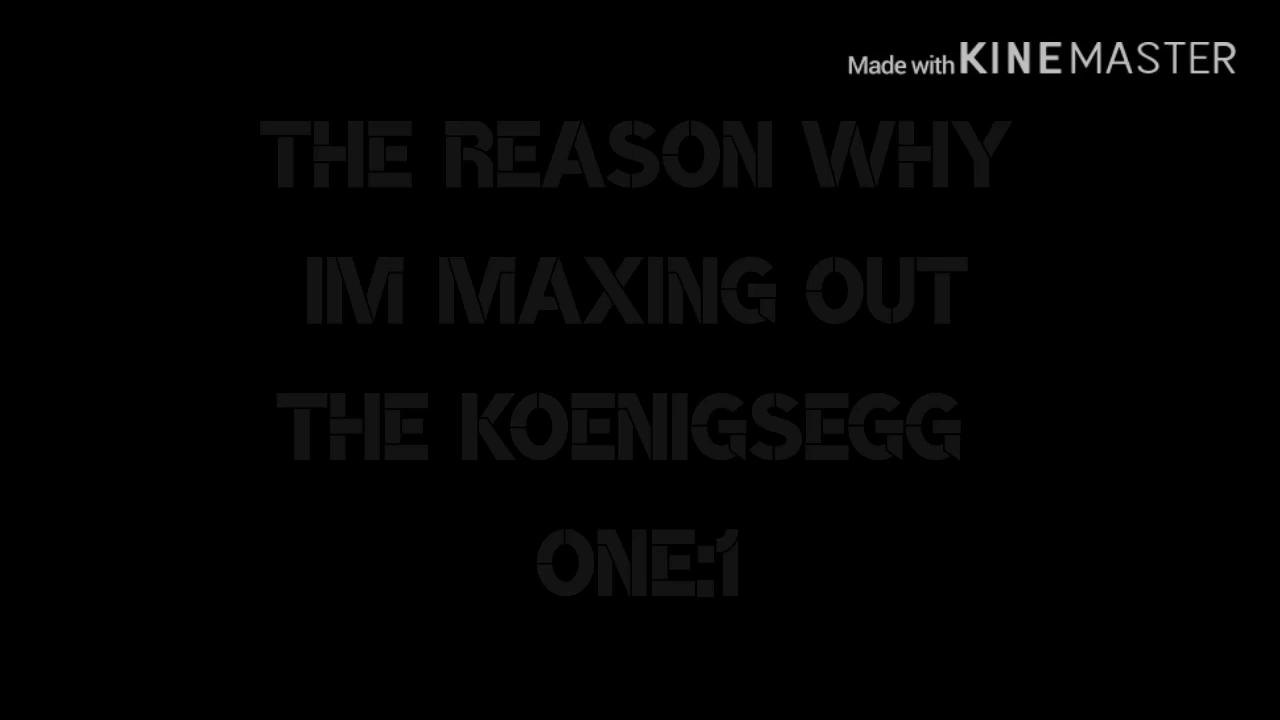 Made with KINEMASTER
THE REASON WHY
IM MAXING OUT
THE KOENIGSEGG
ONE:1